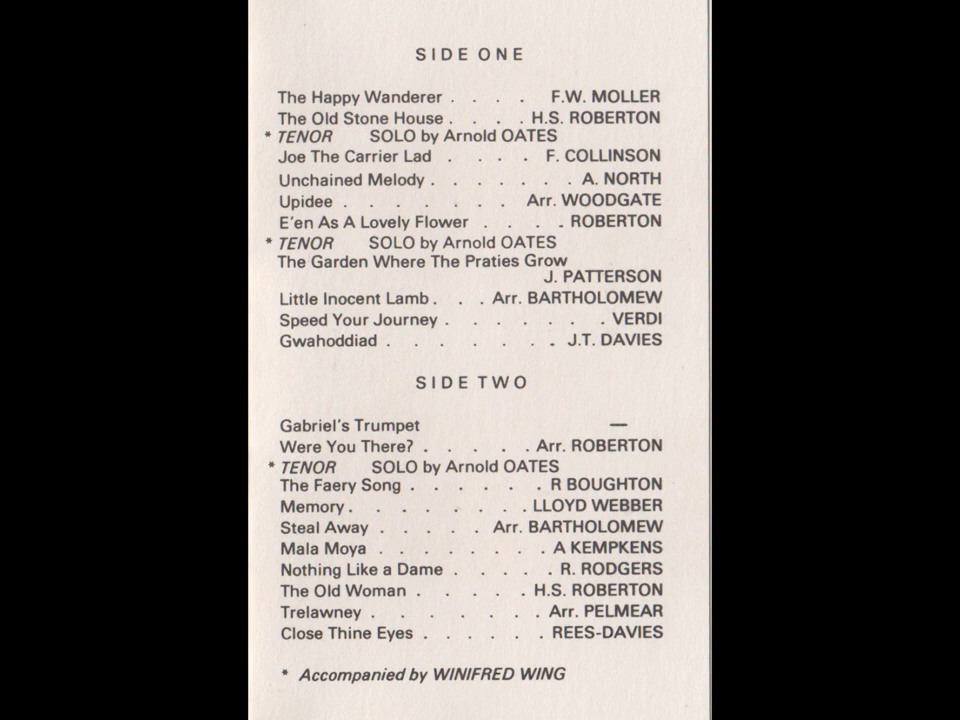 SIDE ONE
The Happy Wanderer . . . . F.W. MOLLER
The Old Stone House . . . . H.S. ROBERTON
* TENOR SOLO by Arnold OATES
Joe The Carrier Lad . . . . F. COLLINSON
Unchained Melody . . . . . . . A. NORTH
Upidee . . . . . . . Arr. WOODGATE
E'en As A Lovely Flower . . . . ROBERTON
* TENOR SOLO by Arnold OATES
The Garden Where The Praties Grow
J. PATTERSON
Little Inocent Lamb . . . Arr. BARTHOLOMEW
Speed Your Journey . . . . . . . VERDI
Gwahoddiad . . . . . . . J.T. DAVIES
SIDE TWO
Gabriel's Trumpet —
Were You There? . . . . . Arr. ROBERTON
* TENOR SOLO by Arnold OATES
The Faery Song . . . . . . R BOUGHTON
Memory . . . . . . . . LLOYD WEBBER
Steal Away . . . . . Arr. BARTHOLOMEW
Mala Moya . . . . . . . . A KEMPKENS
Nothing Like a Dame . . . . . R. RODGERS
The Old Woman . . . . . H.S. ROBERTON
Trelawney . . . . . . . Arr. PELMEAR
Close Thine Eyes . . . . . . REES-DAVIES
* Accompanied by WINIFRED WING